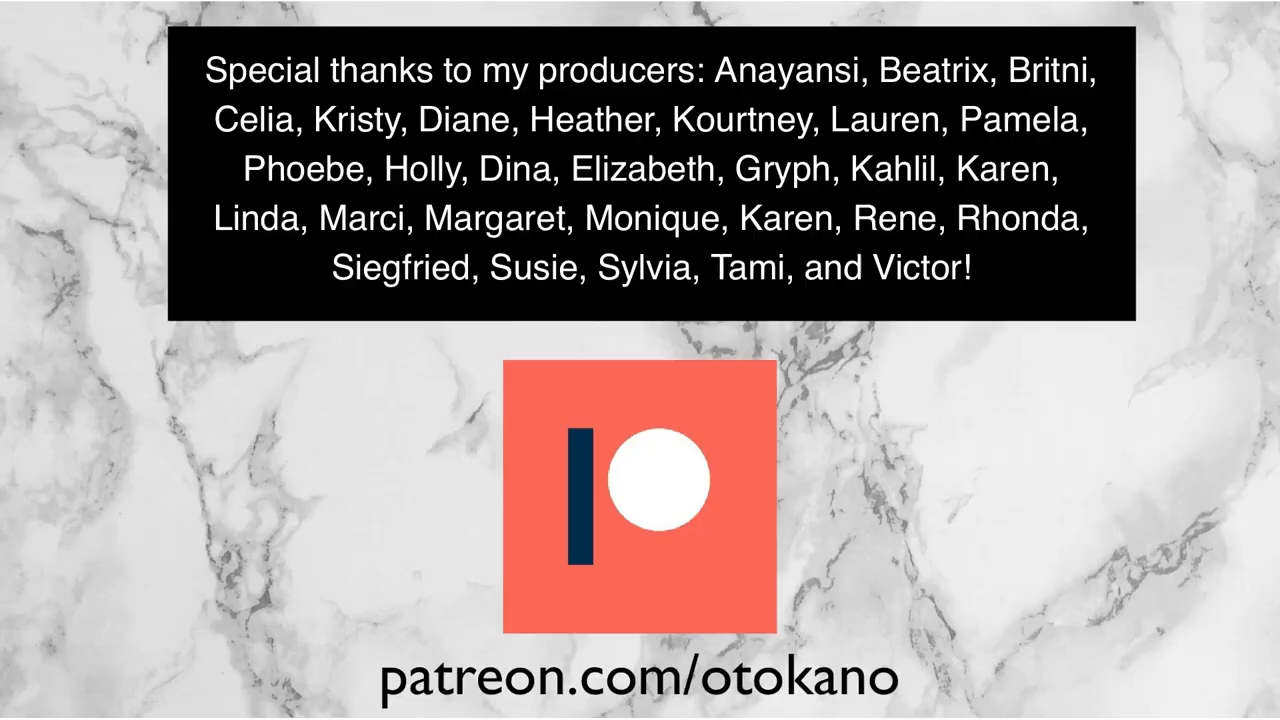 Special thanks to my producers: Anayansi, Beatrix, Britni,
Celia, Kristy, Diane, Heather, Kourtney, Lauren, Pamela,
Phoebe, Holly, Dina, Elizabeth, Gryph, Kahlil, Karen,
Linda, Marci, Margaret, Monique, Karen, Rene, Rhonda,
Siegfried, Susie, Sylvia, Tami, and Victor!
patreon.com/otokano